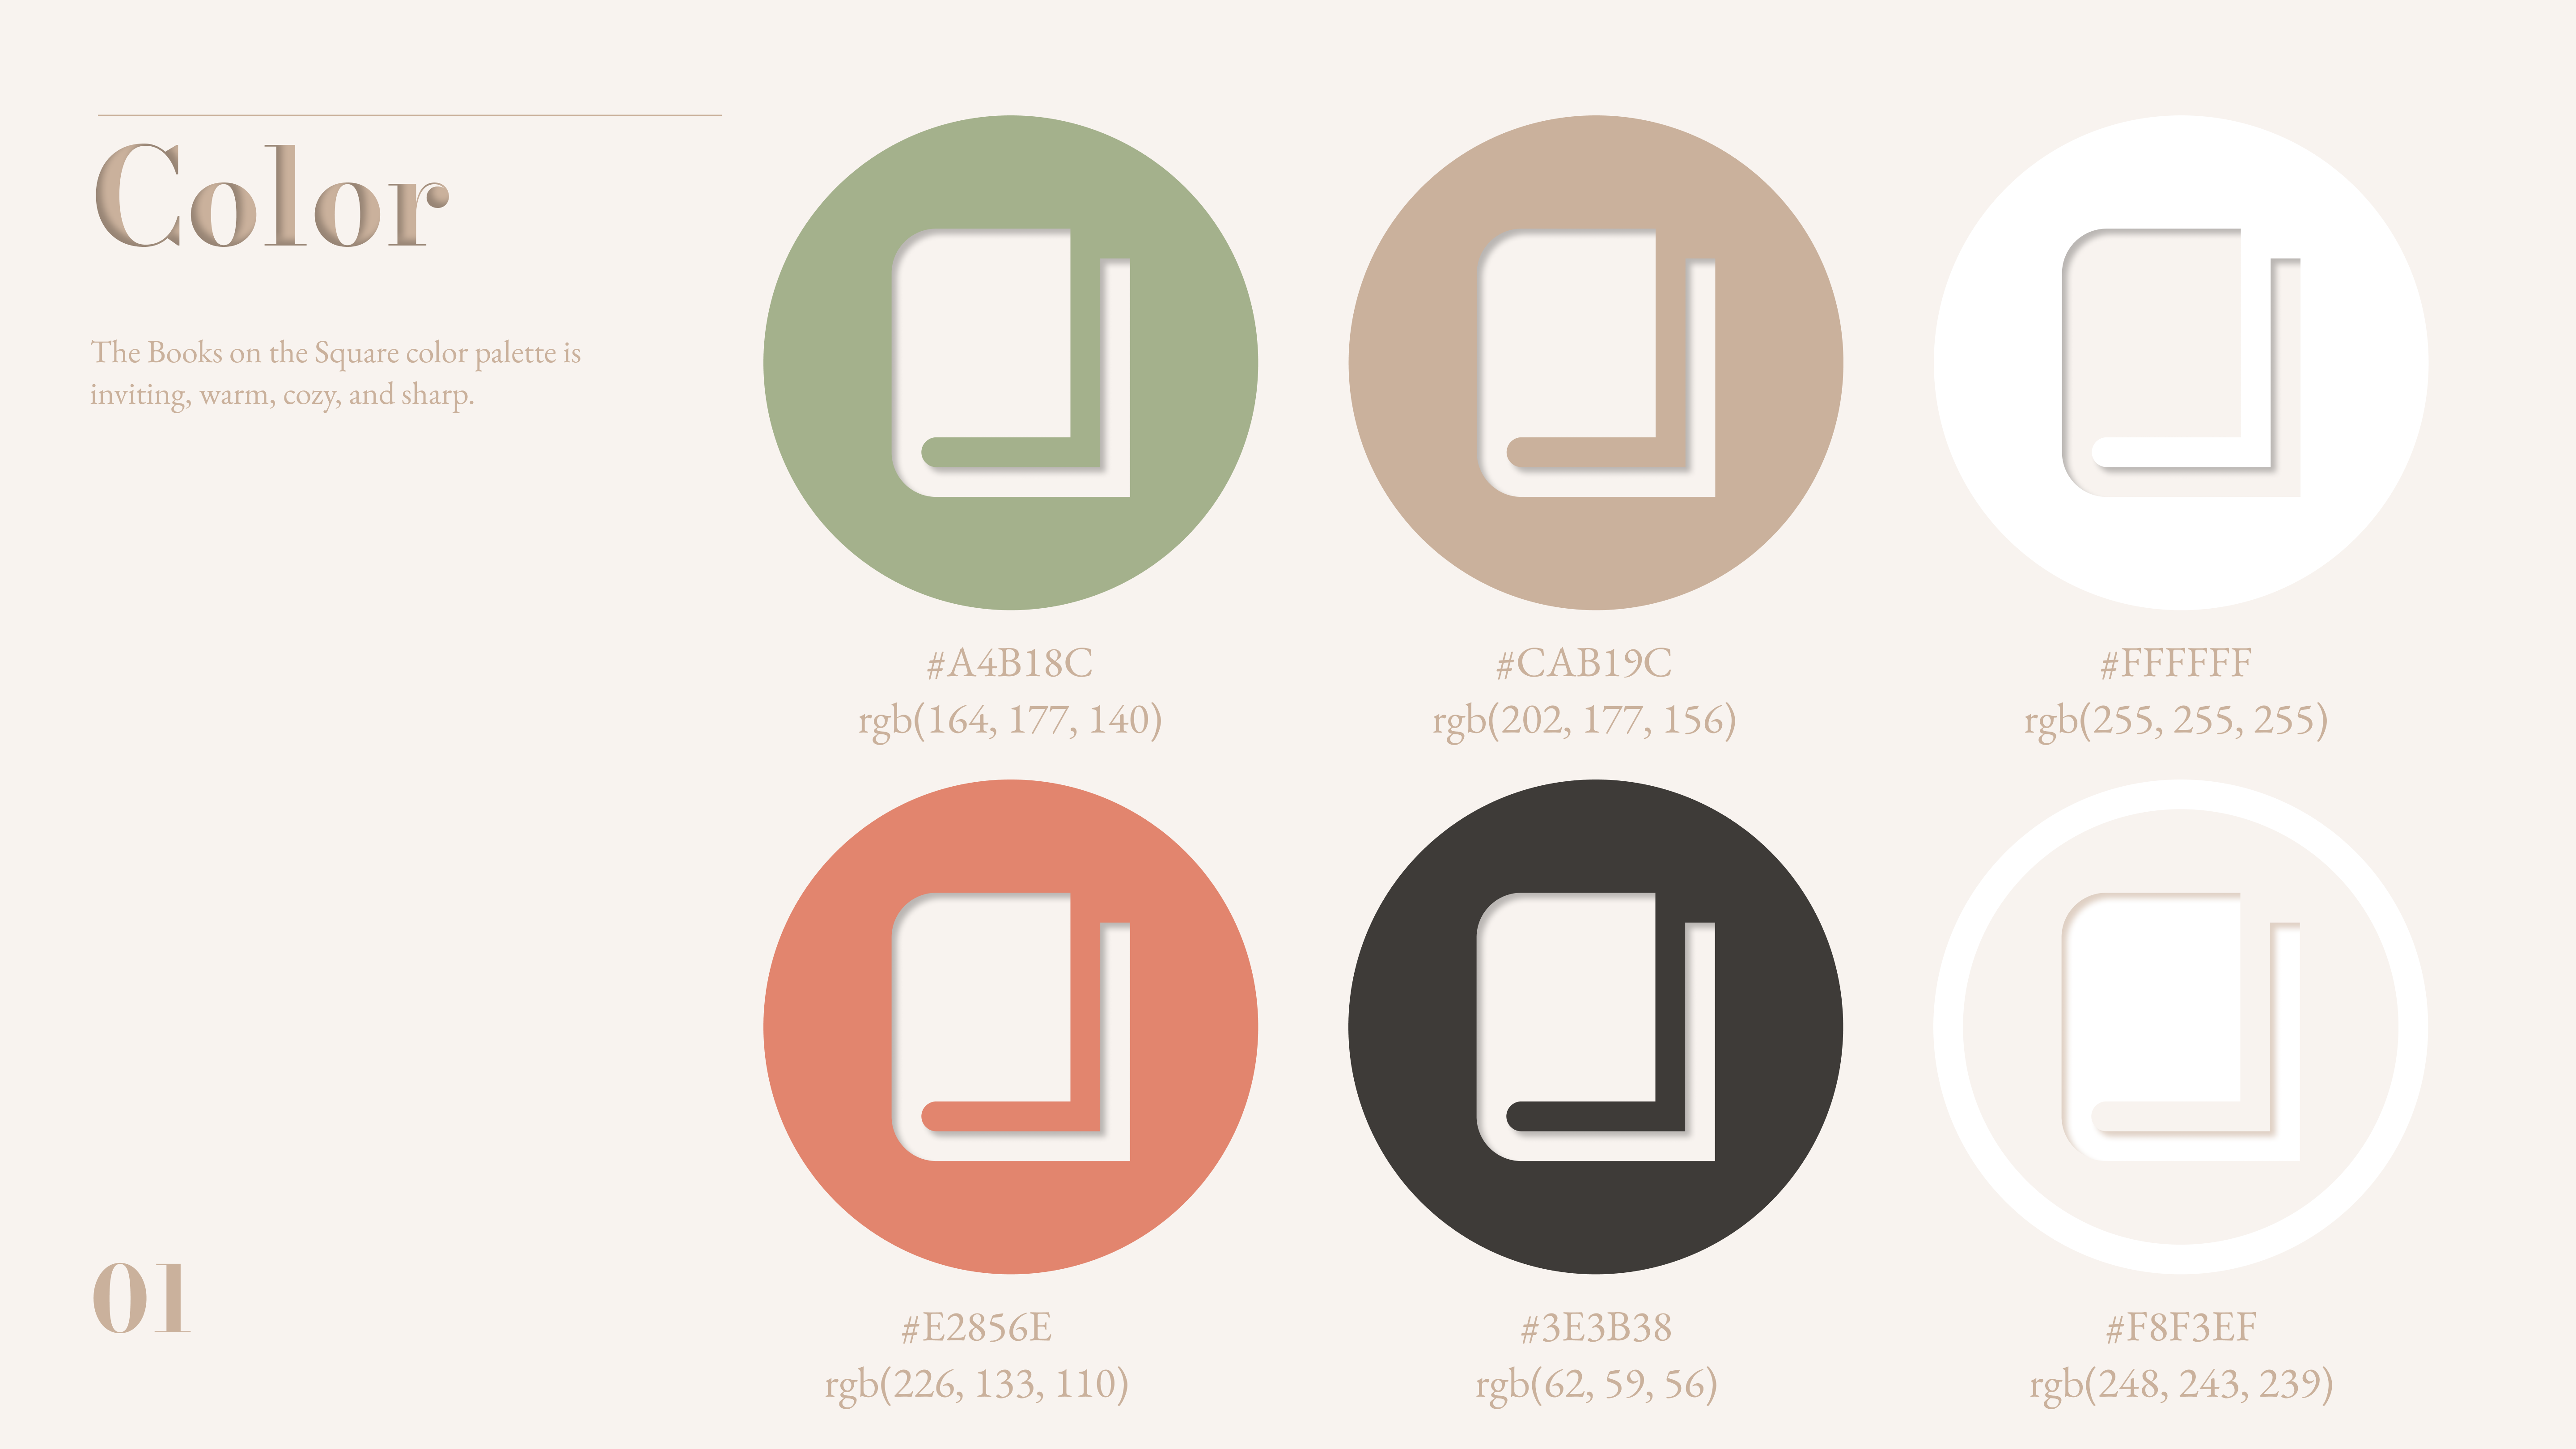 Color
The Books on the Square color palette is
inviting, warm, cozy, and sharp.
#A4B18C
rgb(164, 177, 140)
#CAB19C
rgb(202, 177, 156)
#FFFFFF
rgb(255, 255, 255)
#E2856E
rgb(226, 133, 110)
#3E3B38
rgb(62, 59, 56)
#F8F3EF
rgb(248, 243, 239)
01